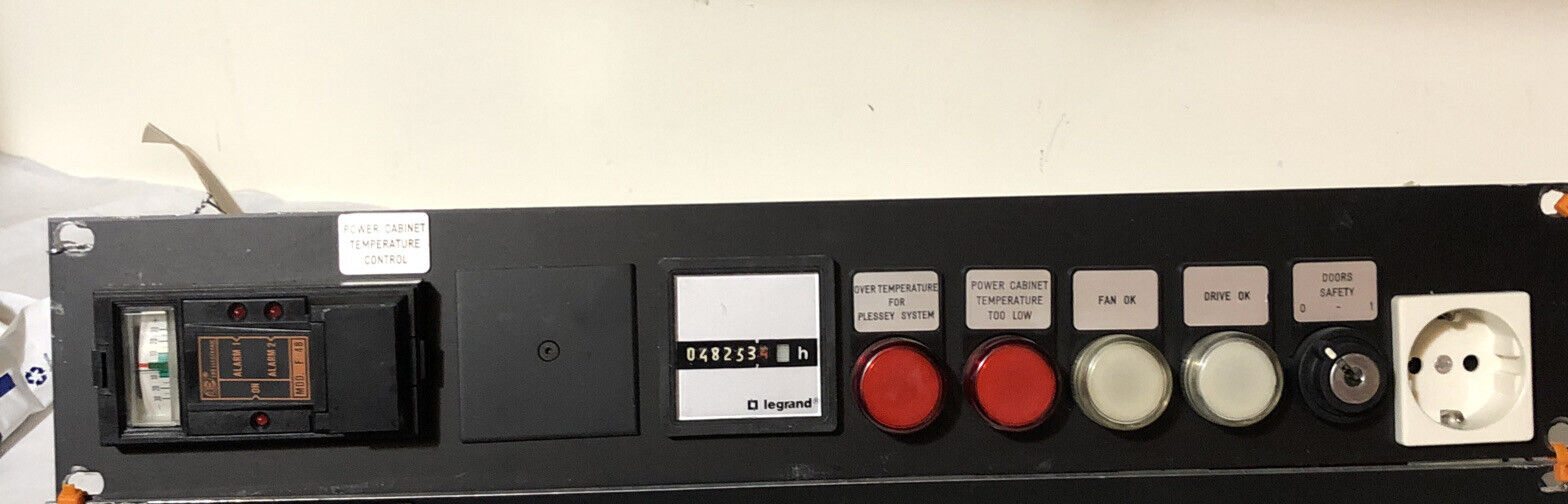 POWER CABINET
TEMPERATURE
CONTROL
ALARM 1
ALARM 2
ON
MOD. F 48
048253
h
legrand®
OVER TEMPERATURE
FOR
PLESSEY SYSTEM
POWER CABINET
TEMPERATURE
TOO LOW
FAN OK
DRIVE OK
DOORS
SAFETY
0 - 1